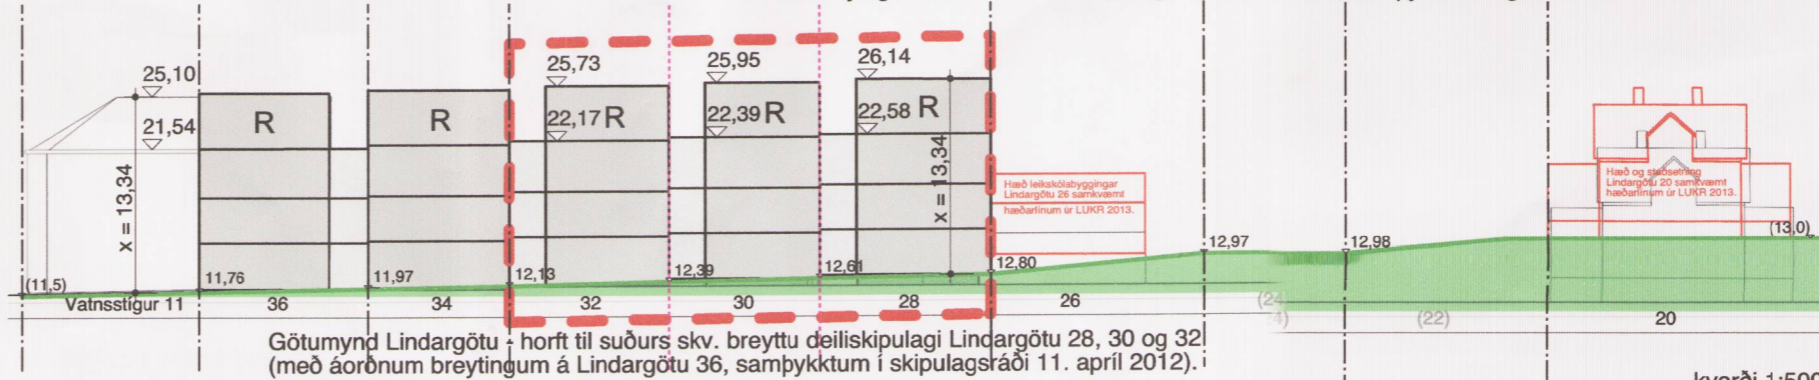 25,10
21,54
x = 13,34
R
R
25,73
22,17 R
25,95
22,39 R
26,14
22,58 R
x = 13,34
Hæð leikskólabyggingar
Lindargötu 26 samkvæmt
hæðarlínum úr LUKR 2013.
Hæð og staðsetning
Lindargötu 20 samkvæmt
hæðarlínum úr LUKR 2013.
(11,5)
11,76
11,97
12,13
12,39
12,61
12,80
12,97
12,98
(13,0)
Vatnsstígur 11
36
34
32
30
28
26
(24
(22)
20
Götumynd Lindargötu - horft til suðurs skv. breyttu deiliskipulagi Lindargötu 28, 30 og 32
(með áorðnum breytingum á Lindargötu 36, samþykktum í skipulagsráði 11. apríl 2012).